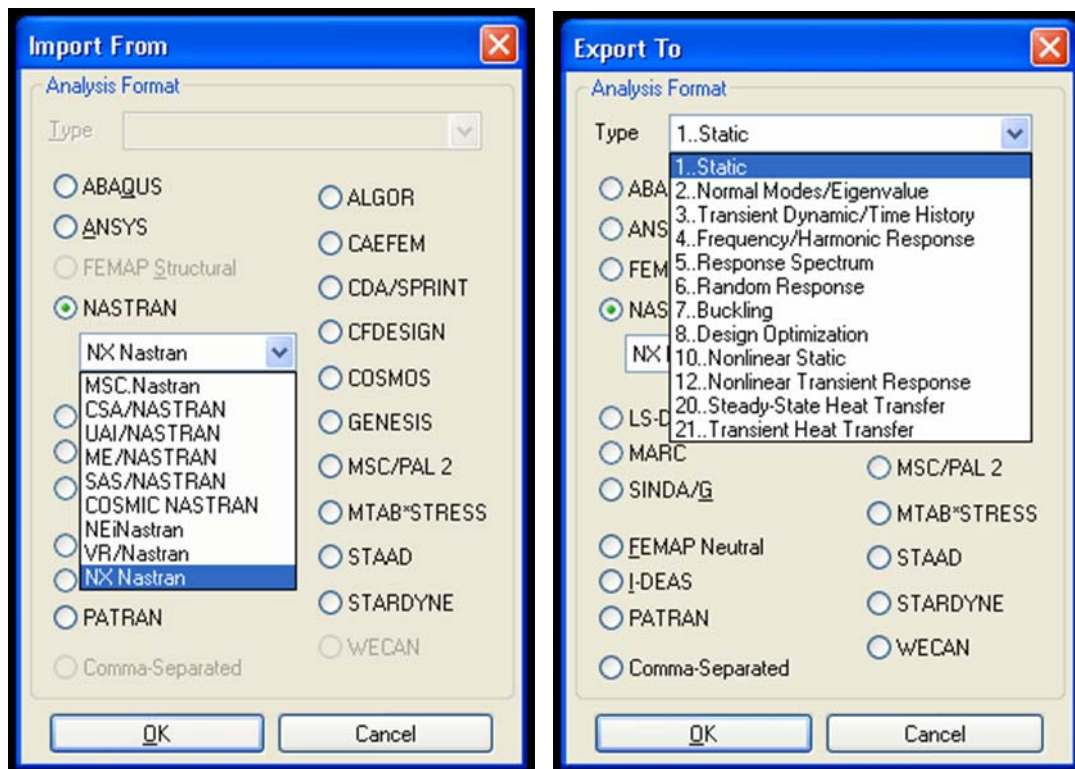 Import From
Analysis Format
Type
ABAQUS
ANSYS
FEMAP Structural
NASTRAN
NX Nastran
MSC.Nastran
CSA/NASTRAN
UAI/NASTRAN
ME/NASTRAN
SAS/NASTRAN
COSMIC NASTRAN
NEiNastran
VR/Nastran
NX Nastran
PATRAN
Comma-Separated
ALGOR
CAEFEM
CDA/SPRINT
CFDESIGN
COSMOS
GENESIS
MSC/PAL 2
MTAB*STRESS
STAAD
STARDYNE
WECAN
OK
Cancel
Export To
Analysis Format
Type
1..Static
1..Static
2..Normal Modes/Eigenvalue
3..Transient Dynamic/Time History
4..Frequency/Harmonic Response
5..Response Spectrum
6..Random Response
7..Buckling
8..Design Optimization
10..Nonlinear Static
12..Nonlinear Transient Response
20..Steady-State Heat Transfer
21..Transient Heat Transfer
ABA
ANS
FEM
NAS
NX
LS-D
MARC
SINDA/G
FEMAP Neutral
I-DEAS
PATRAN
Comma-Separated
MSC/PAL 2
MTAB*STRESS
STAAD
STARDYNE
WECAN
OK
Cancel